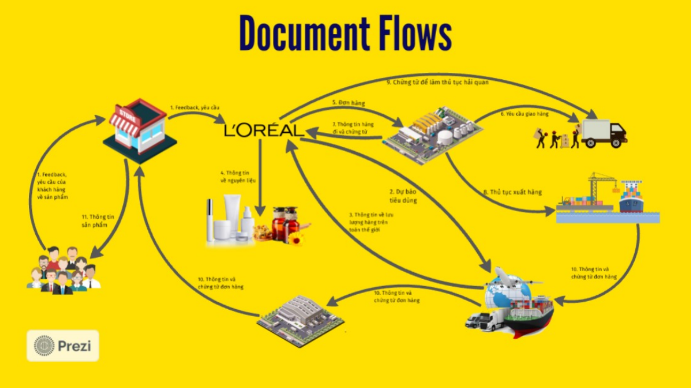 Document Flows
9. Chứng từ để làm thủ tục hải quan
STORE
1. Feedback, yêu cầu
5. Đơn hàng
L'ORÉAL
7. Thông tin hàng
đi và chứng từ
6. Yêu cầu giao hàng
1. Feedback,
yêu cầu của
khách hàng
về sản phẩm
4. Thông tin
về nguyên liệu
2. Dự báo
tiêu dùng
8. Thủ tục xuất hàng
11. Thông tin
sản phẩm
3. Thông tin về lưu
lượng hàng trên
toàn thế giới
10. Thông tin và
chứng từ đơn hàng
10. Thông tin và
chứng từ đơn hàng
10. Thông tin và
chứng từ đơn hàng
Prezi